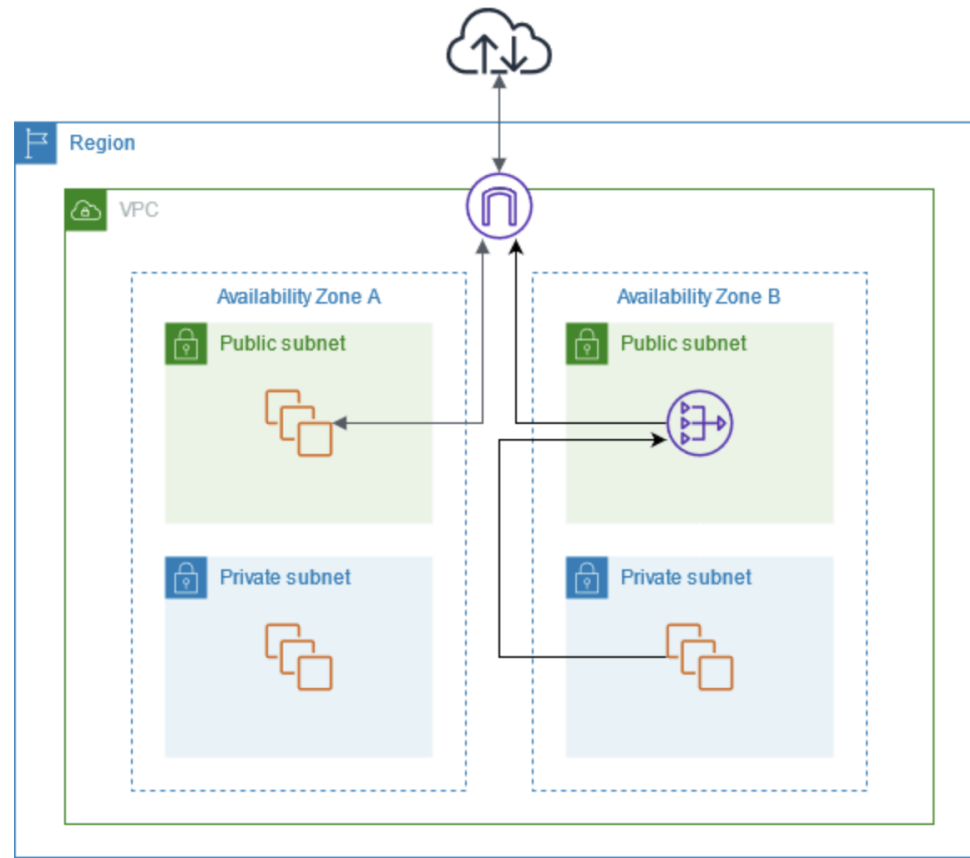 Region
VPC
Availability Zone A
Availability Zone B
Public subnet
Public subnet
Private subnet
Private subnet